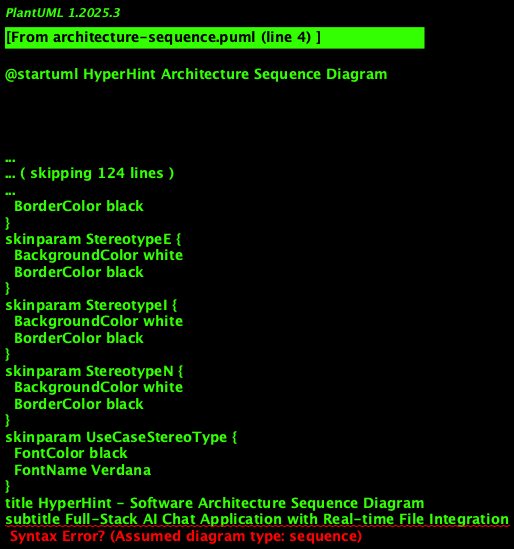 PlantUML 1.2025.3
[From architecture-sequence.puml (line 4) ]
@startuml HyperHint Architecture Sequence Diagram
...
... ( skipping 124 lines )
...
BorderColor black
}
skinparam StereotypeE {
BackgroundColor white
BorderColor black
}
skinparam StereotypeI {
BackgroundColor white
BorderColor black
}
skinparam StereotypeN {
BackgroundColor white
BorderColor black
}
skinparam UseCaseStereoType {
FontColor black
FontName Verdana
}
title HyperHint - Software Architecture Sequence Diagram
subtitle Full-Stack AI Chat Application with Real-time File Integration
Syntax Error? (Assumed diagram type: sequence)